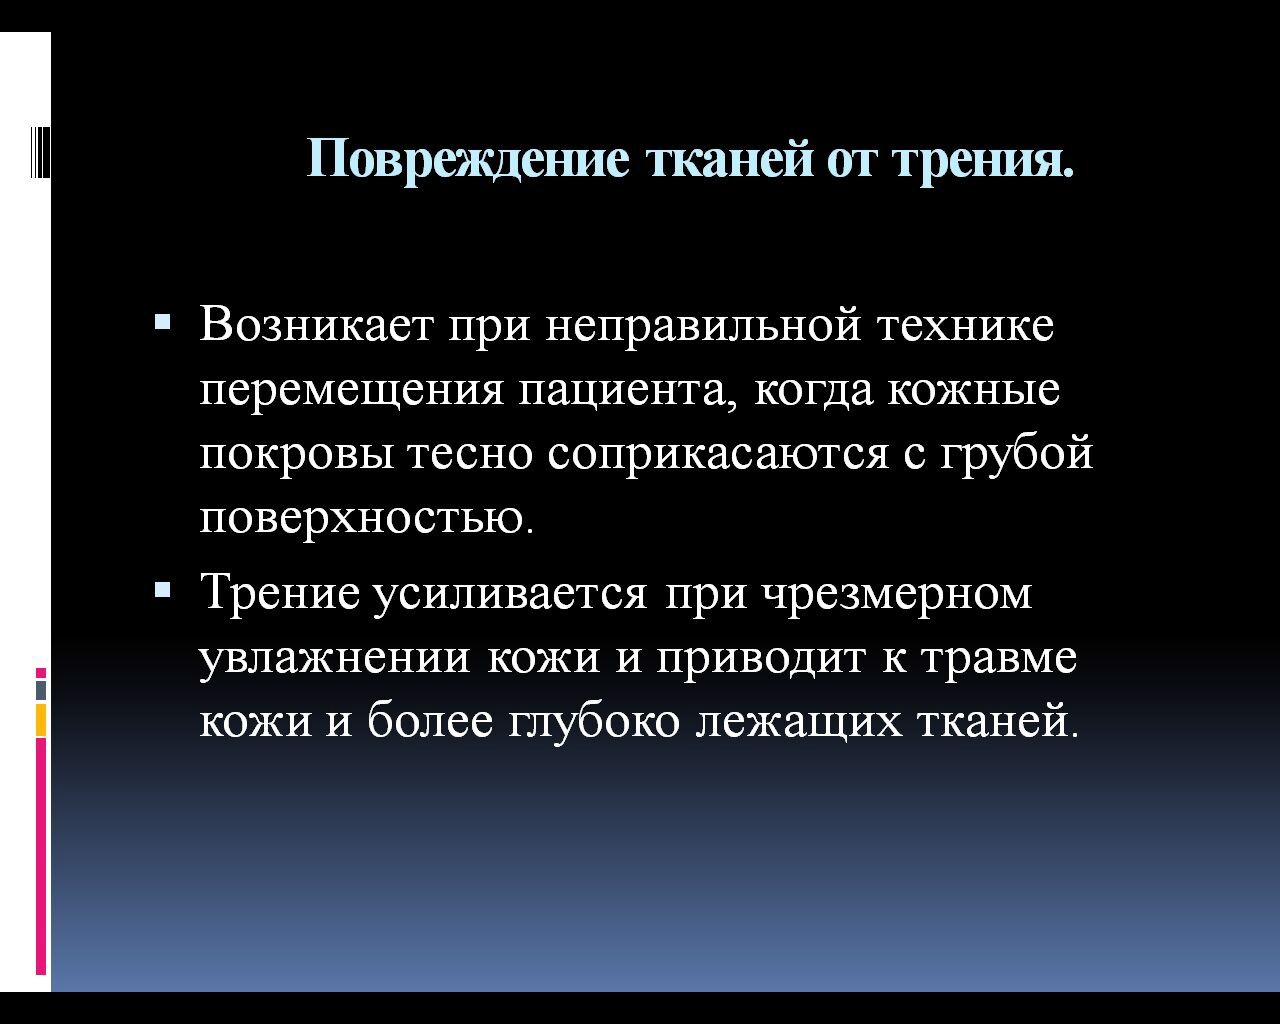 Повреждение тканей от трения.
Возникает при неправильной технике
перемещения пациента, когда кожные
покровы тесно соприкасаются с грубой
поверхностью.
Трение усиливается при чрезмерном
увлажнении кожи и приводит к травме
кожи и более глубоко лежащих тканей.